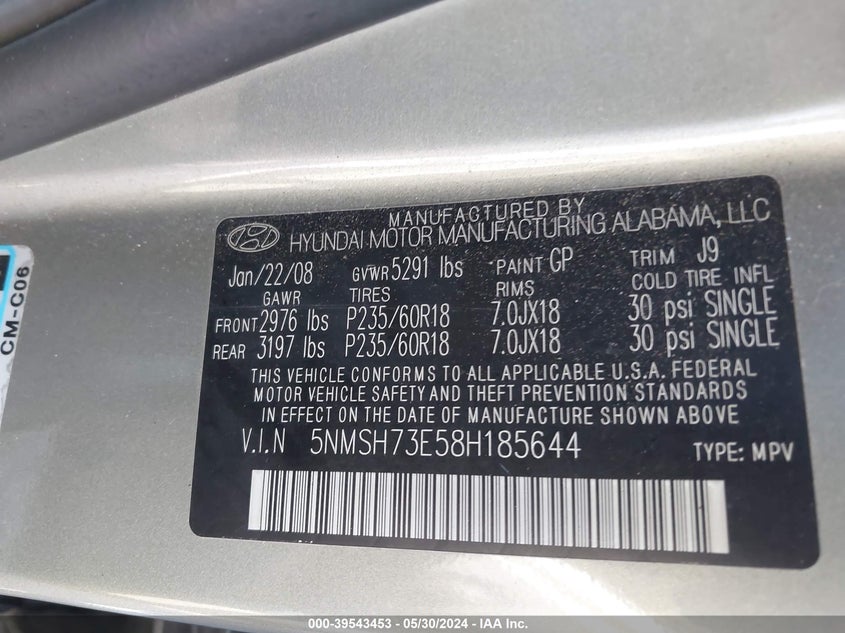 MANUFACTURED BY
HYUNDAI MOTOR MANUFACTURING ALABAMA, LLC
Jan/22/08 GVWR 5291 lbs PAINT GP TRIM J9
GAWR TIRES RIMS COLD TIRE INFL
FRONT 2976 lbs P235/60R18 7.0JX18 30 psi SINGLE
REAR 3197 lbs P235/60R18 7.0JX18 30 psi SINGLE
THIS VEHICLE CONFORMS TO ALL APPLICABLE U.S.A. FEDERAL
MOTOR VEHICLE SAFETY AND THEFT PREVENTION STANDARDS
IN EFFECT ON THE DATE OF MANUFACTURE SHOWN ABOVE
V.I.N 5NMSH73E58H185644 TYPE: MPV
CM-C06
000-39543453 - 05/30/2024 - IAA Inc.